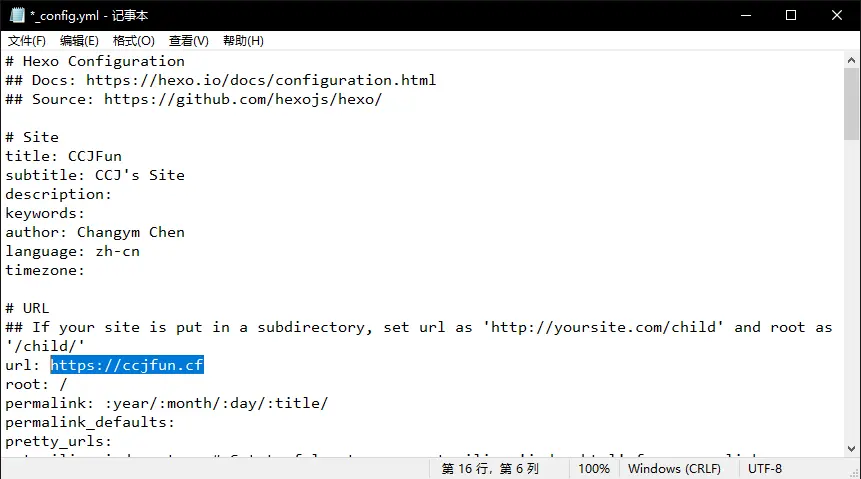 *_config.yml - 记事本
文件(F) 编辑(E) 格式(O) 查看(V) 帮助(H)
# Hexo Configuration
## Docs: https://hexo.io/docs/configuration.html
## Source: https://github.com/hexojs/hexo/
# Site
title: CCJFun
subtitle: CCJ's Site
description:
keywords:
author: Changym Chen
language: zh-cn
timezone:
# URL
## If your site is put in a subdirectory, set url as 'http://yoursite.com/child' and root as
'/child/'
url: https://ccjfun.cf
root: /
permalink: :year/:month/:day/:title/
permalink_defaults:
pretty_urls:
第 16 行，第 6 列 100% Windows (CRLF) UTF-8